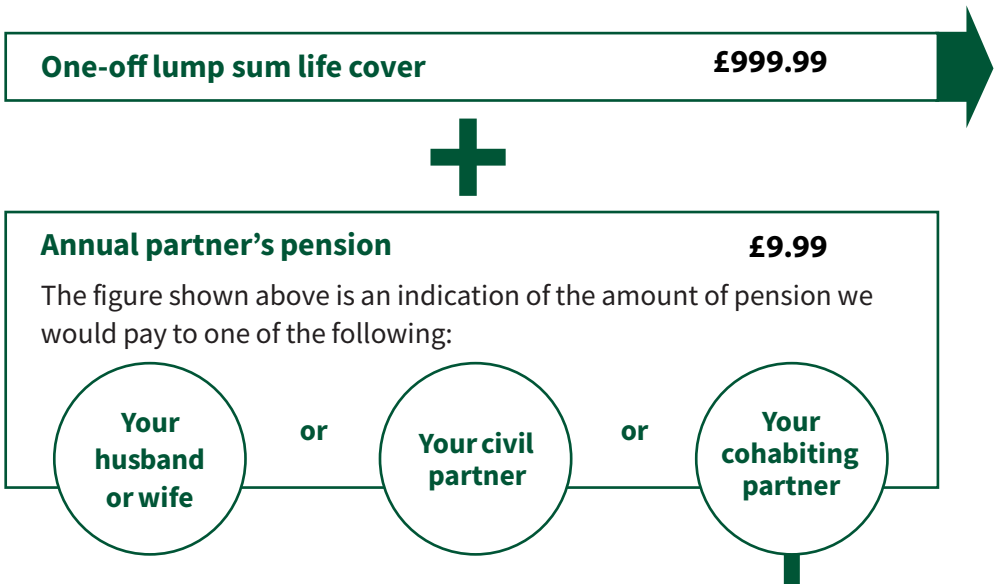 One-off lump sum life cover £999.99
Annual partner’s pension £9.99
The figure shown above is an indication of the amount of pension we
would pay to one of the following:
Your
husband
or wife
or
Your civil
partner
or
Your
cohabiting
partner